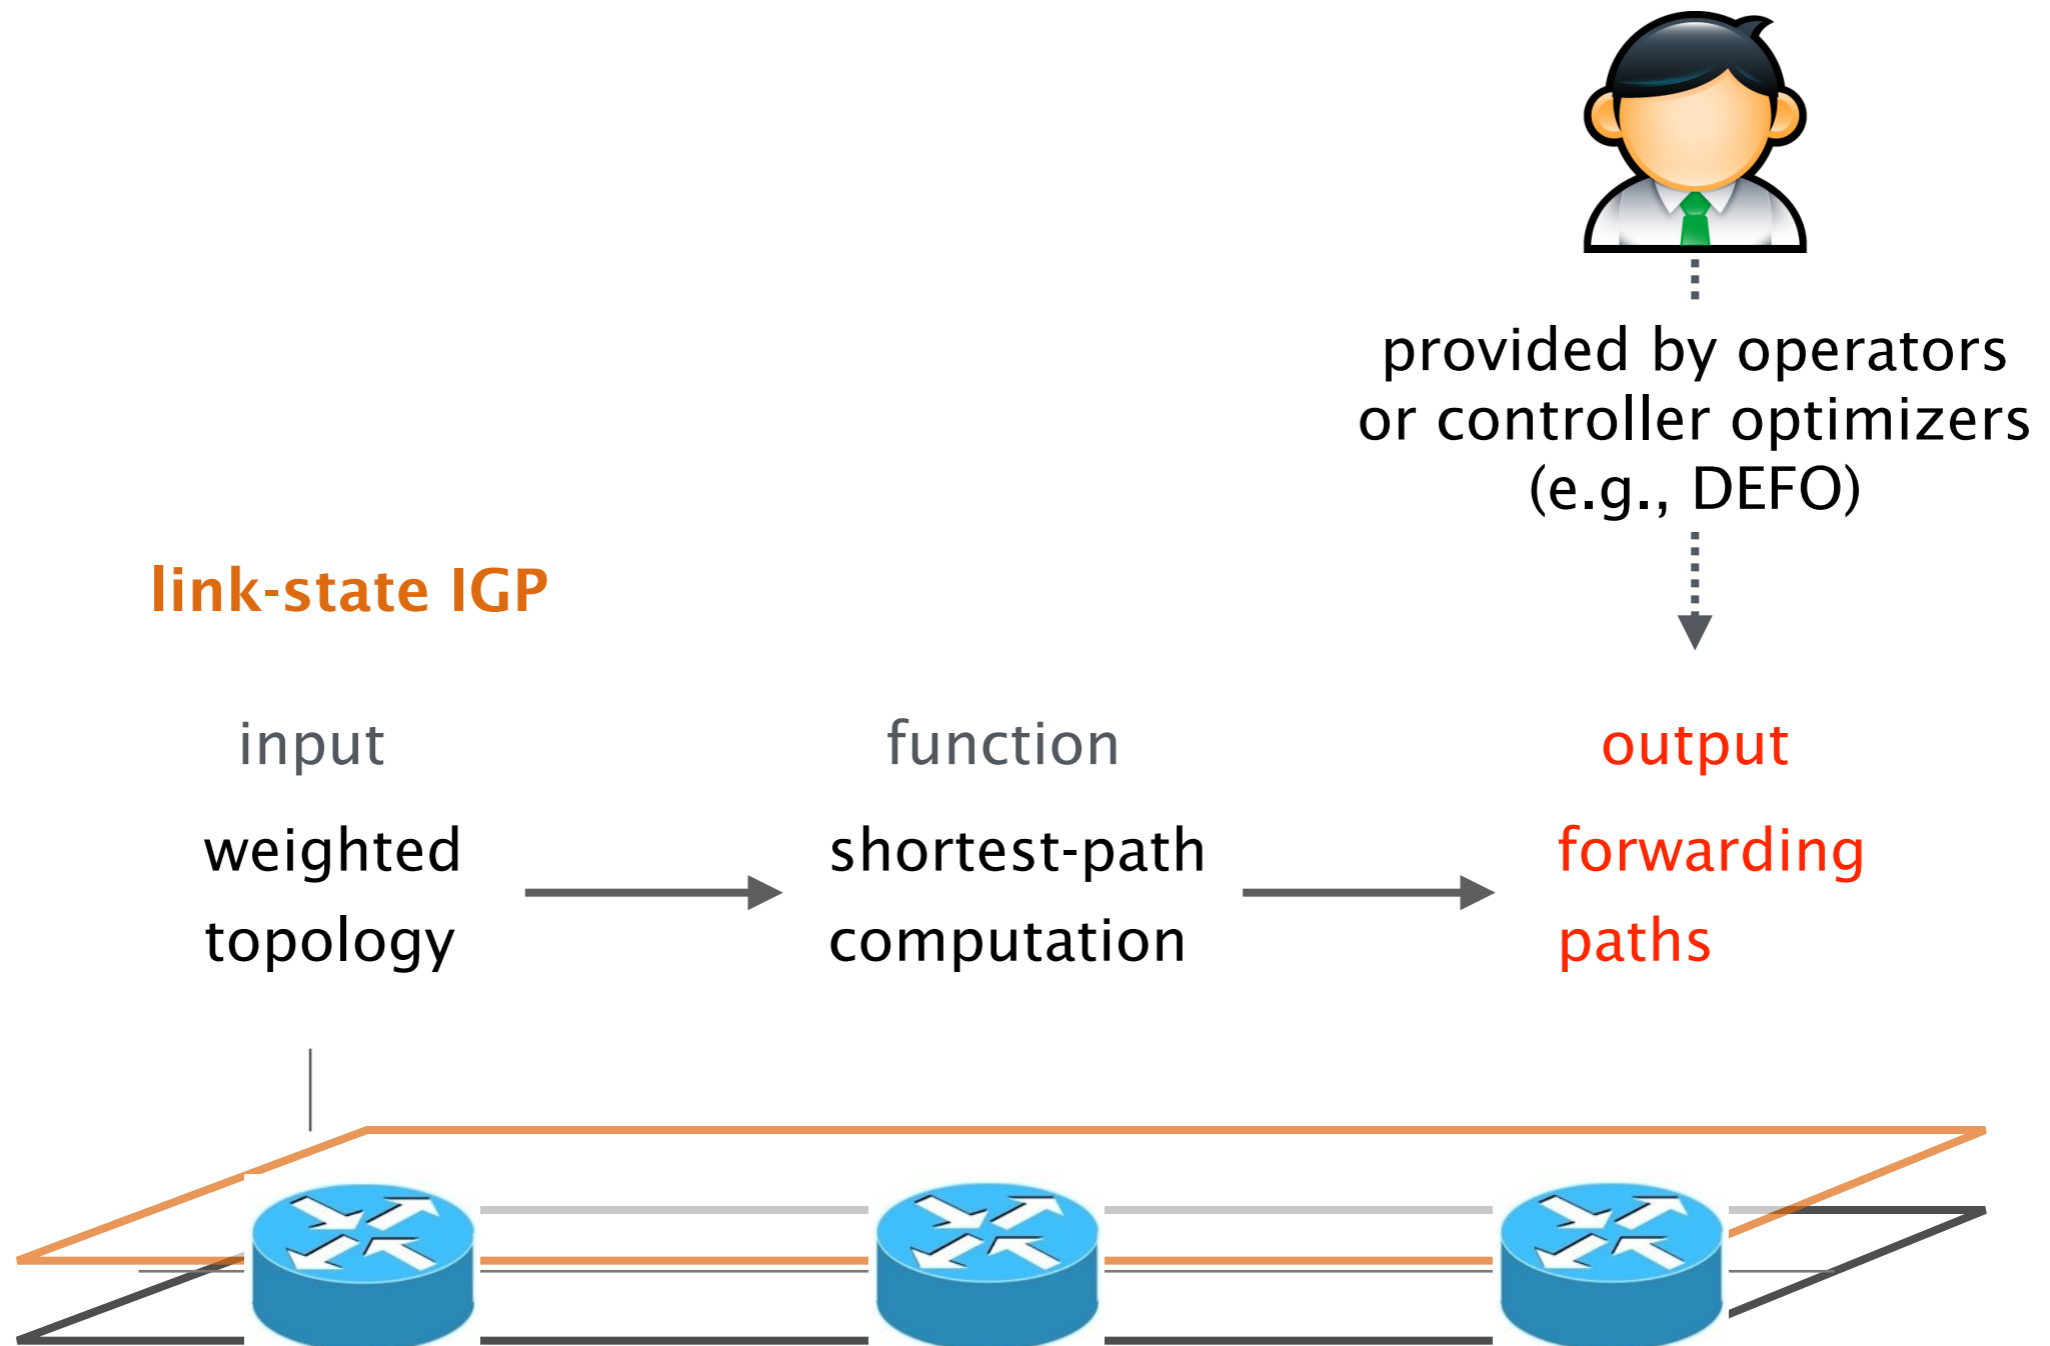 provided by operators
or controller optimizers
(e.g., DEFO)
link-state IGP
input
function
output
weighted
shortest-path
forwarding
topology
computation
paths